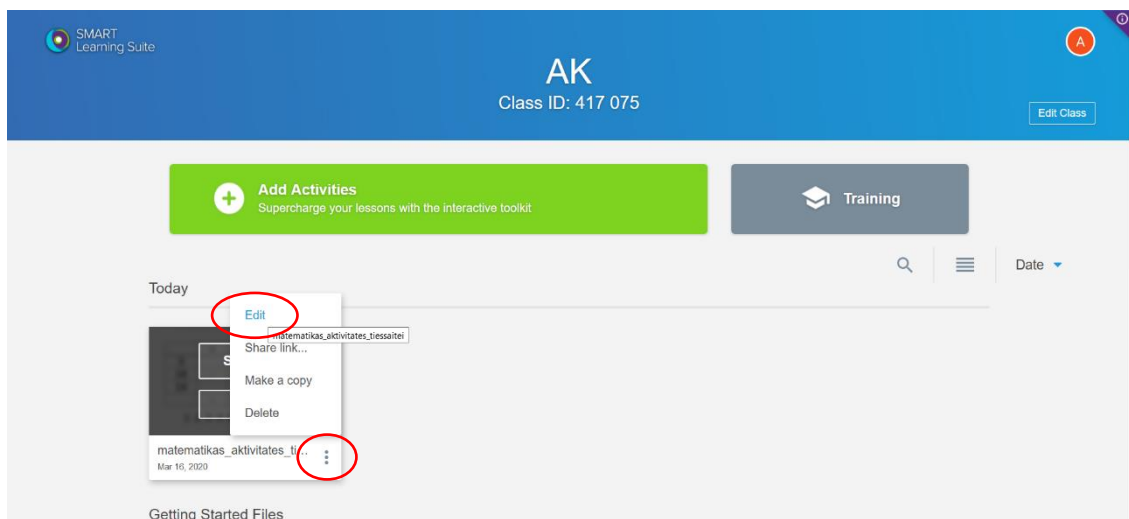 SMART
Learning Suite
A
AK
Class ID: 417 075
Edit Class
Add Activities
Supercharge your lessons with the interactive toolkit
Training
Date
Today
Edit
matematikas_aktivitates_tiessaitei
Share link...
Make a copy
Delete
S
matematikas_aktivitates_ti...
Mar 16, 2020
Getting Started Files